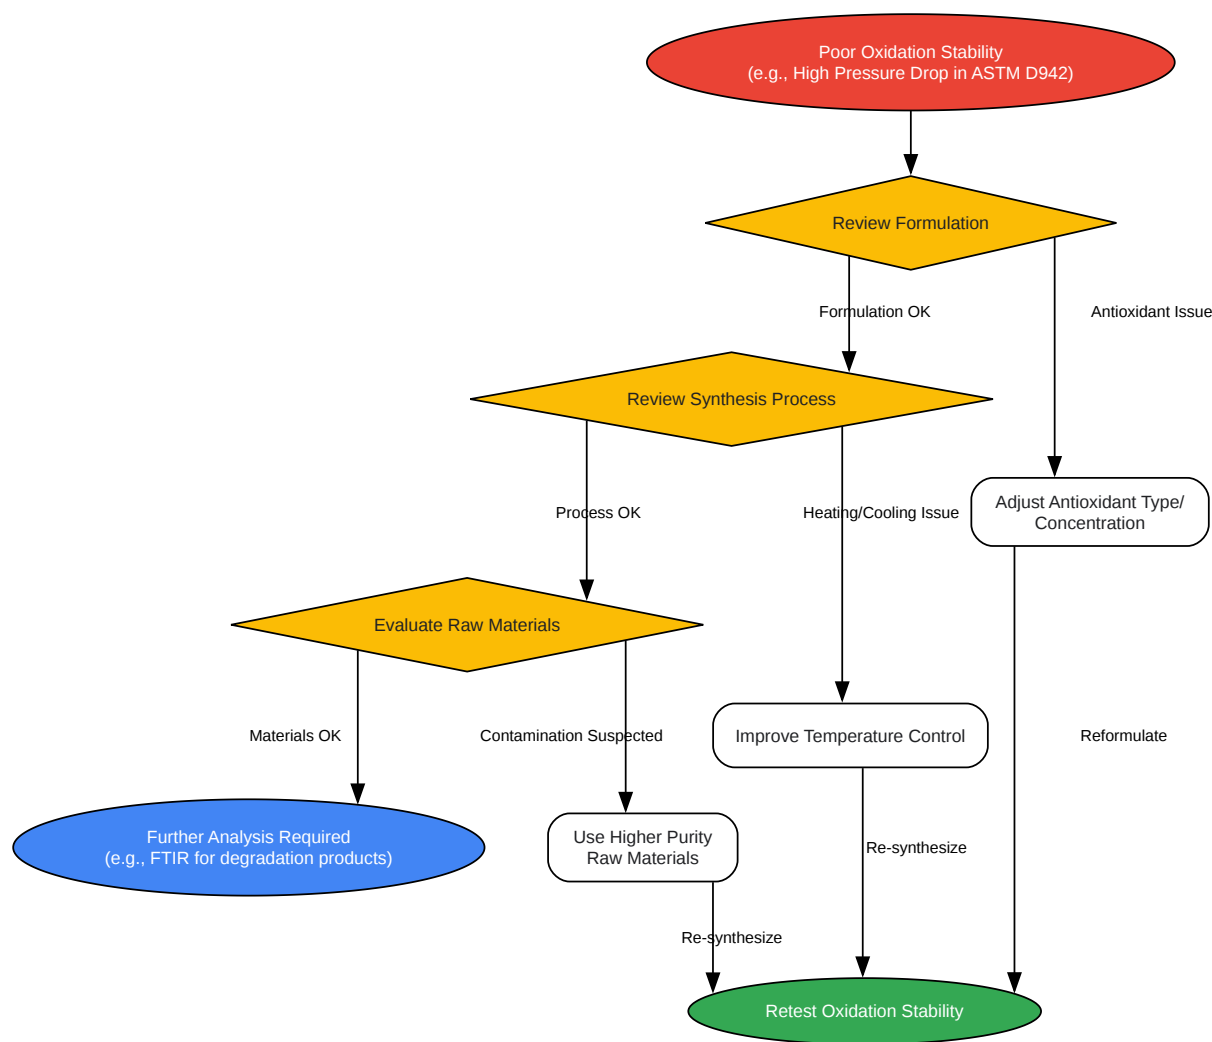 Poor Oxidation Stability
(e.g., High Pressure Drop in ASTM D942)
Review Formulation
Formulation OK
Antioxidant Issue
Review Synthesis Process
Process OK
Heating/Cooling Issue
Adjust Antioxidant Type/
Concentration
Evaluate Raw Materials
Materials OK
Contamination Suspected
Improve Temperature Control
Reformulate
Further Analysis Required
(e.g., FTIR for degradation products)
Use Higher Purity
Raw Materials
Re-synthesize
Re-synthesize
Retest Oxidation Stability